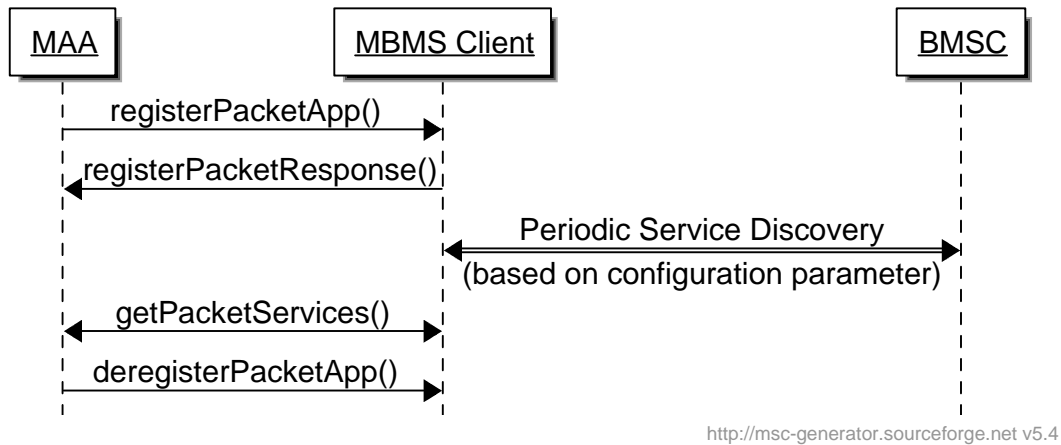 MAA
MBMS Client
BMSC
registerPacketApp()
registerPacketResponse()
Periodic Service Discovery
(based on configuration parameter)
getPacketServices()
deregisterPacketApp()
http://msc-generator.sourceforge.net v5.4